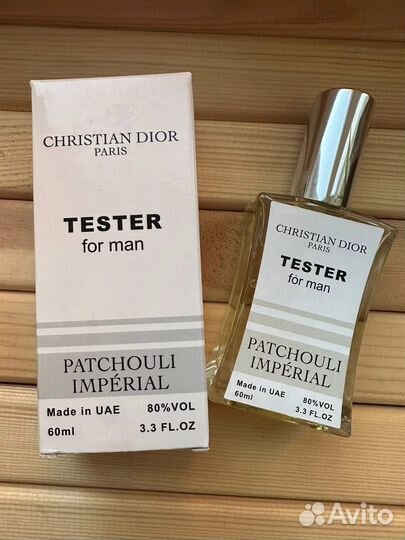 CHRISTIAN DIOR
PARIS
TESTER
for man
PATCHOULI
IMPÉRIAL
Made in UAE 80%VOL
60ml 3.3 FL.OZ
CHRISTIAN DIOR
PARIS
TESTER
for man
PATCHOULI
IMPÉRIAL
Made in UAE 80%VOL
60ml 3.3 FL.OZ
Avito